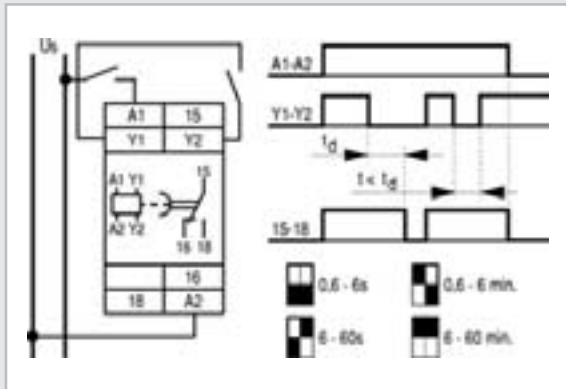 Us
A1 15
Y1 Y2
A1 Y1
A2 Y2
15
16 18
16
18 A2
A1-A2
Y1-Y2
td
t < td
15-18
0,6 - 6s
0,6 - 6 min.
6 - 60s
6 - 60 min.